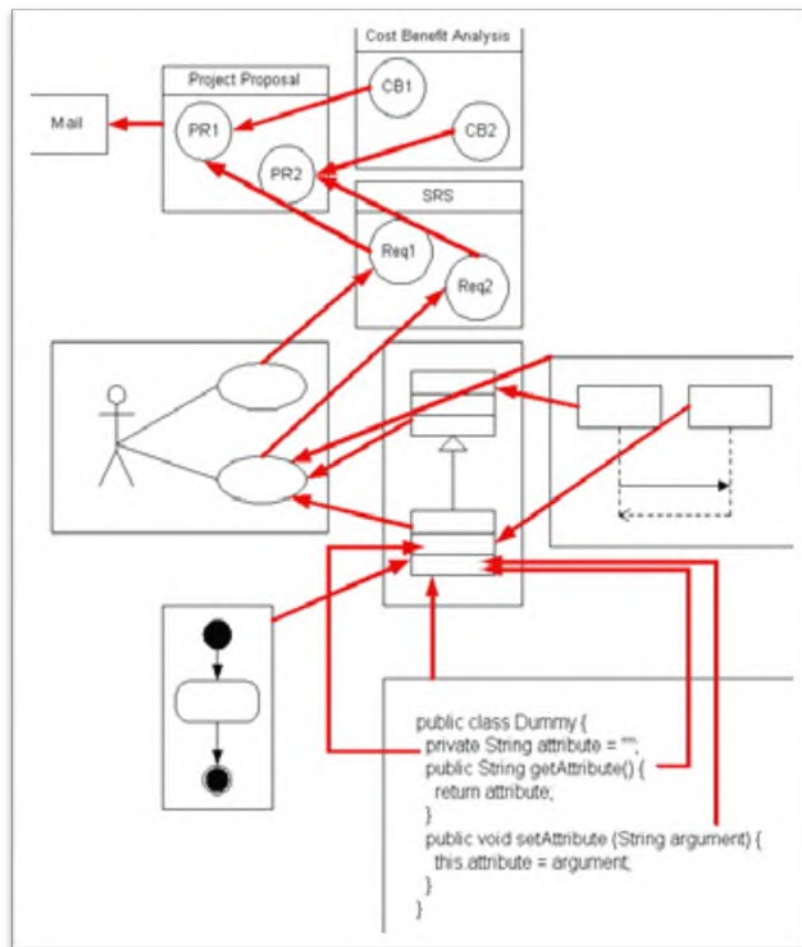 Cost Benefit Analysis
Project Proposal
CB1
Mail
PR1
CB2
PR2
SRS
Req1
Req2
public class Dummy {
private String attribute = "";
public String getAttribute() {
return attribute;
}
public void setAttribute (String argument) {
this.attribute = argument;
}
}